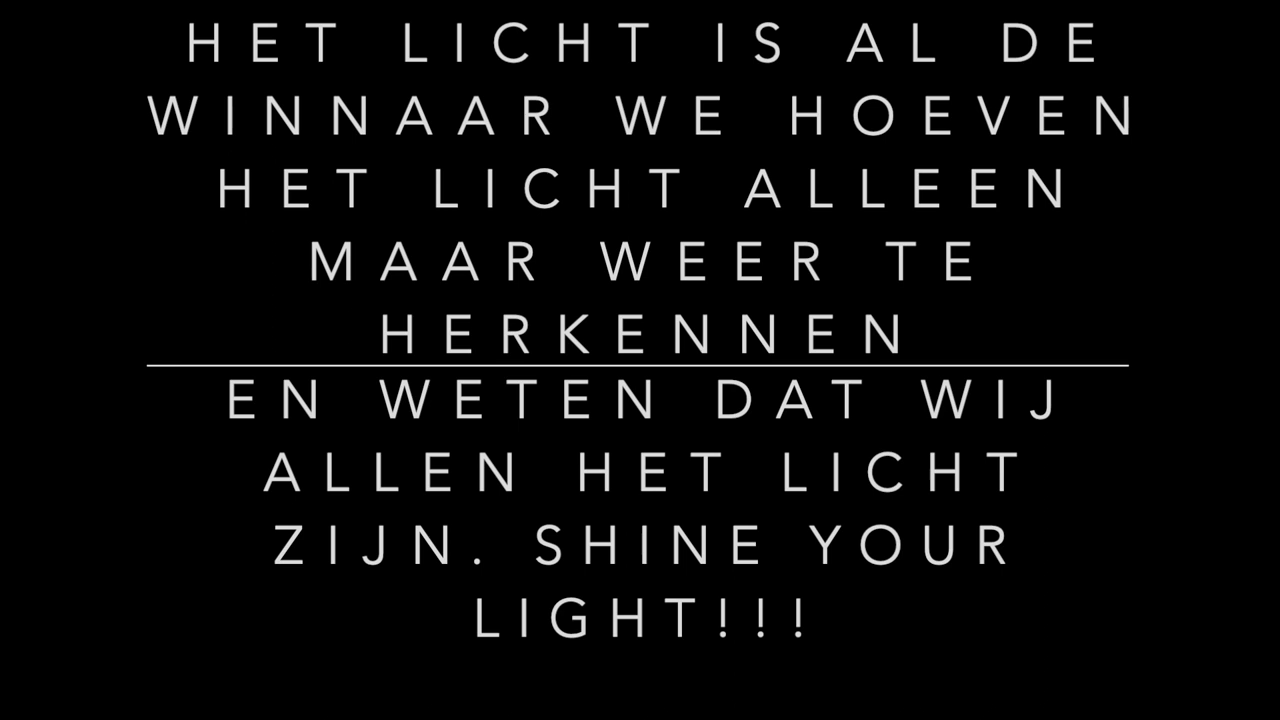 HET LICHT IS AL DE
WINNAAR WE HOEVEN
HET LICHT ALLEEN
MAAR WEER TE
HERKENNEN
EN WETEN DAT WIJ
ALLEN HET LICHT
ZIJN. SHINE YOUR
LIGHT!!!